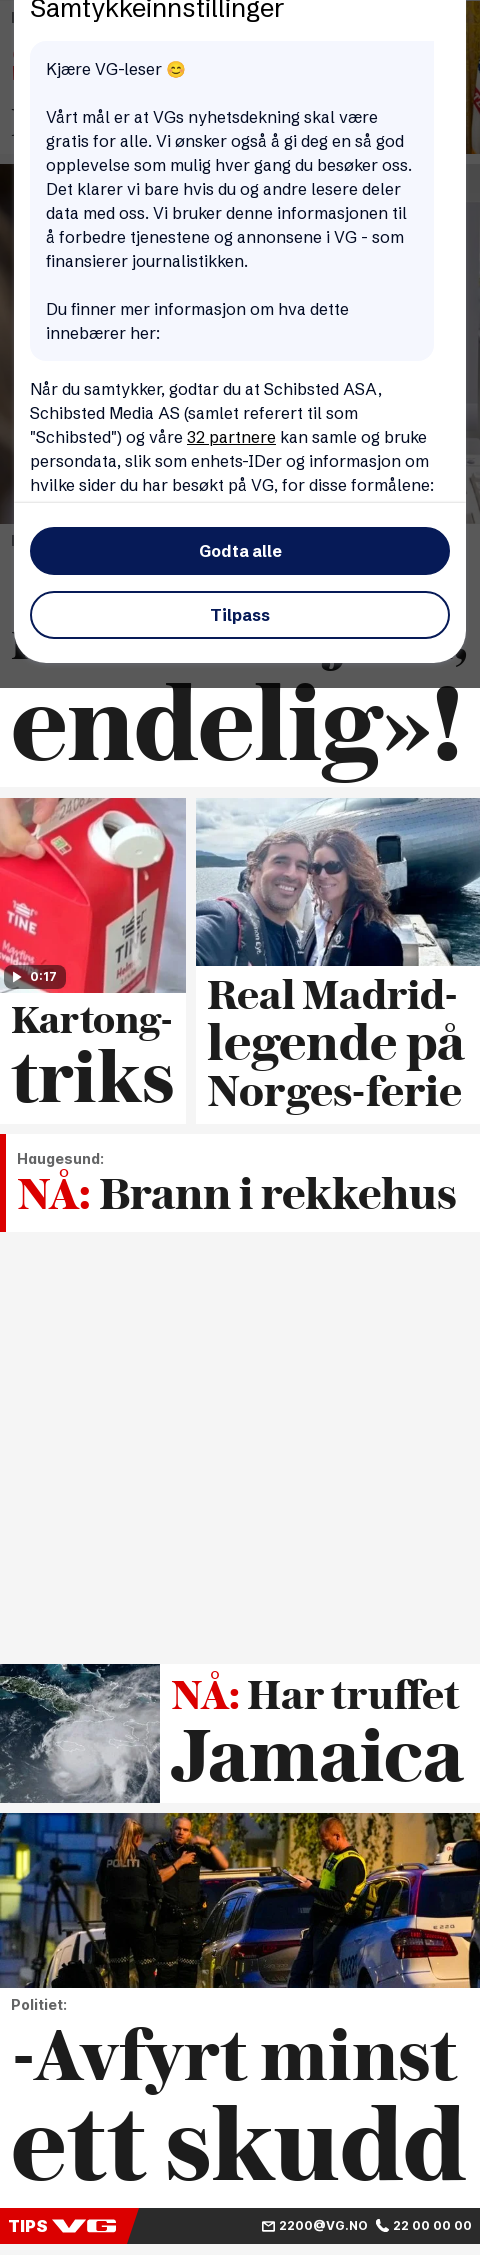 Samtykkeinnstillinger
Kjære VG-leser 😊
Vårt mål er at VGs nyhetsdekning skal være
gratis for alle. Vi ønsker også å gi deg en så god
opplevelse som mulig hver gang du besøker oss.
Det klarer vi bare hvis du og andre lesere deler
data med oss. Vi bruker denne informasjonen til
å forbedre tjenestene og annonsene i VG - som
finansierer journalistikken.
Du finner mer informasjon om hva dette
innebærer her:
Når du samtykker, godtar du at Schibsted ASA,
Schibsted Media AS (samlet referert til som
"Schibsted") og våre 32 partnere kan samle og bruke
persondata, slik som enhets-IDer og informasjon om
hvilke sider du har besøkt på VG, for disse formålene:
Godta alle
Tilpass
endelig»!
TINE
TINE
0:17
Kartong-
triks
Real Madrid-
legende på
Norges-ferie
Haugesund:
NÅ: Brann i rekkehus
NÅ: Har truffet
Jamaica
POLITI
Politiet:
-Avfyrt minst
ett skudd
TIPS VG
2200@VG.NO 22 00 00 00